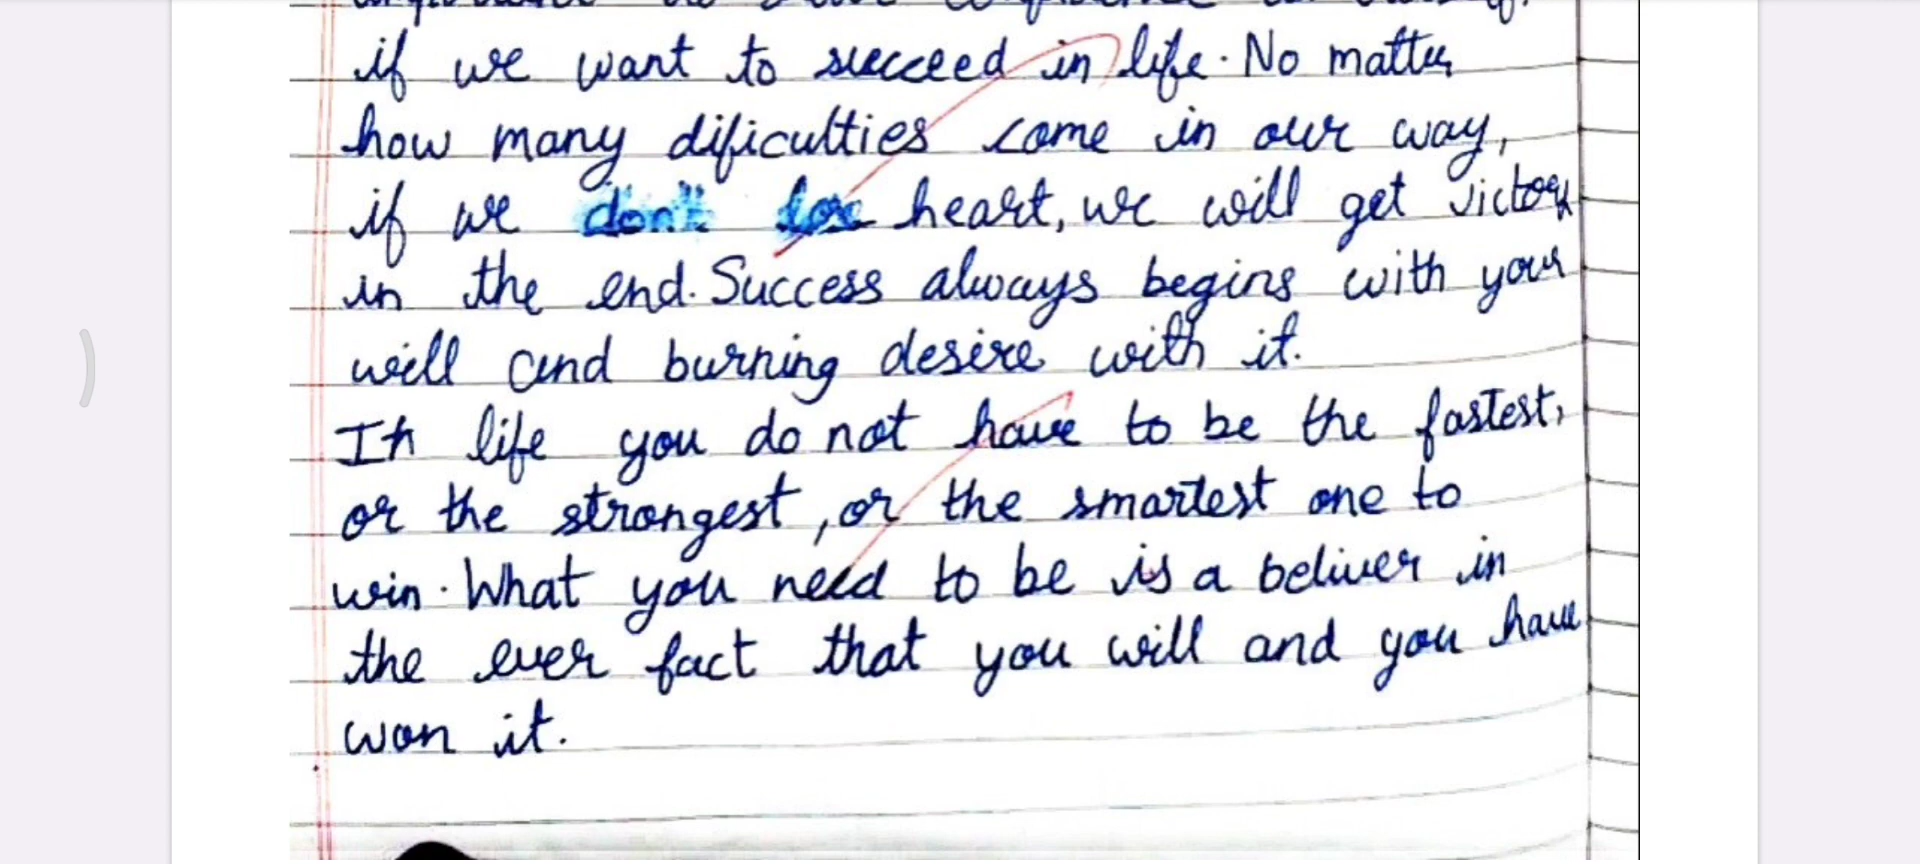 if we want to succeed in life. No matter
how many dificulties come in our way,
if we don't lose heart, we will get victory
in the end. Success always begins with your
will and burning desire with it.
In life you do not have to be the fastest,
or the strongest, or the smartest one to
win. What you need to be is a beliver in
the ever fact that you will and you have
won it.